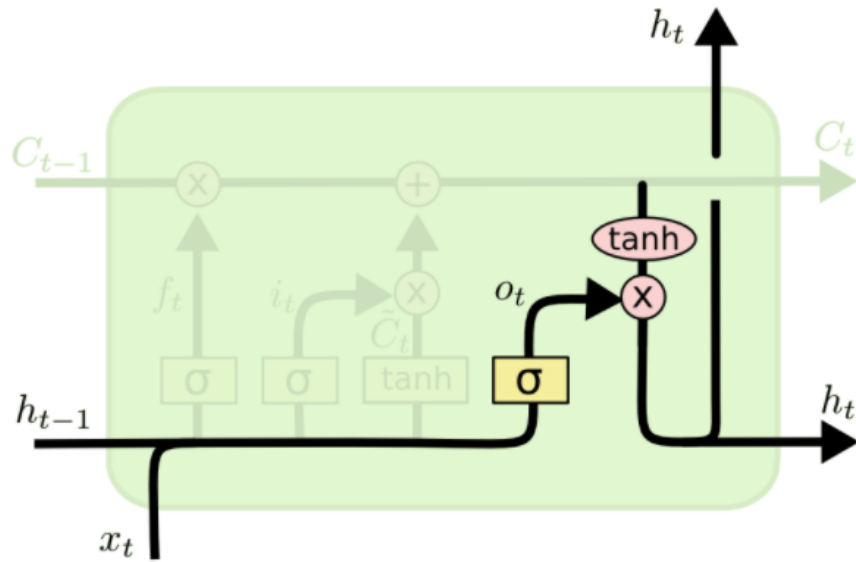 h_t
C_{t-1}
C_t
x
+
tanh
f_t
i_t
o_t
x
x
C̃_t
σ
σ
tanh
σ
h_{t-1}
h_t
x_t